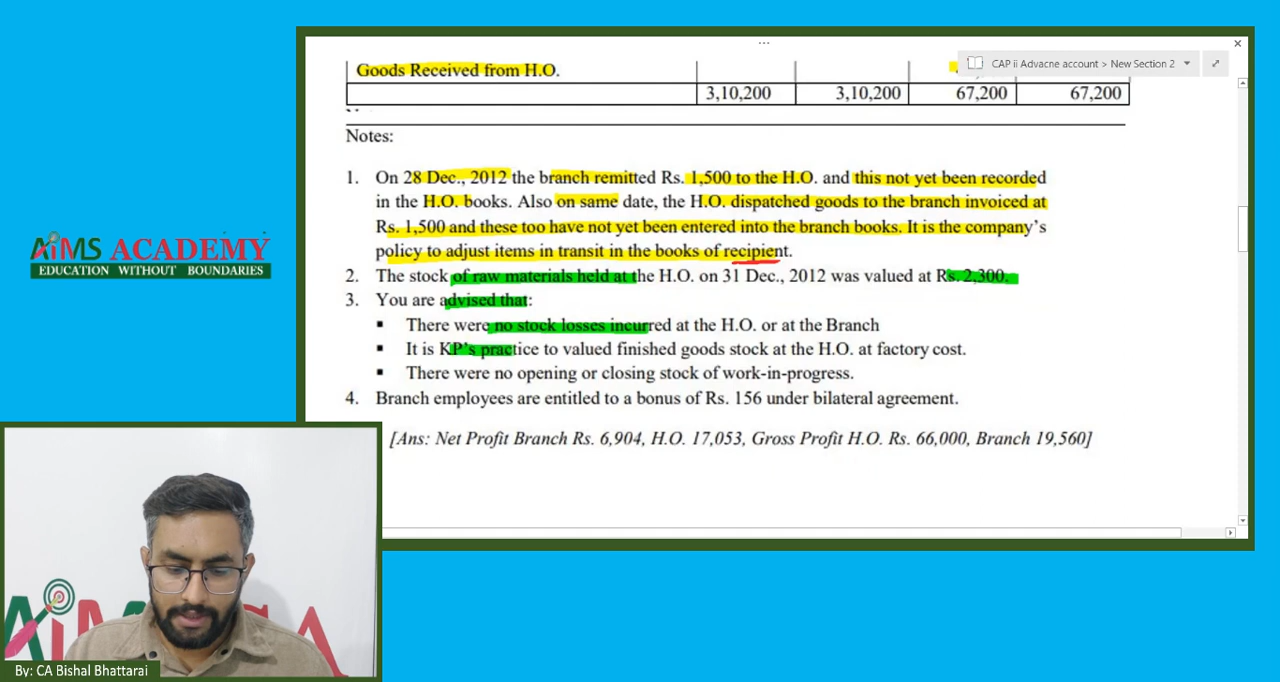 CAP ii Advacne account > New Section 2
Goods Received from H.O.
3,10,200 3,10,200 67,200 67,200
Notes:
1. On 28 Dec., 2012 the branch remitted Rs. 1,500 to the H.O. and this not yet been recorded
in the H.O. books. Also on same date, the H.O. dispatched goods to the branch invoiced at
Rs. 1,500 and these too have not yet been entered into the branch books. It is the company's
policy to adjust items in transit in the books of recipient.
2. The stock of raw materials held at the H.O. on 31 Dec., 2012 was valued at Rs. 2,300.
3. You are advised that:
▪ There were no stock losses incurred at the H.O. or at the Branch
▪ It is KP's practice to valued finished goods stock at the H.O. at factory cost.
▪ There were no opening or closing stock of work-in-progress.
4. Branch employees are entitled to a bonus of Rs. 156 under bilateral agreement.
[Ans: Net Profit Branch Rs. 6,904, H.O. 17,053, Gross Profit H.O. Rs. 66,000, Branch 19,560]
AiMS ACADEMY
EDUCATION WITHOUT BOUNDARIES
By: CA Bishal Bhattarai